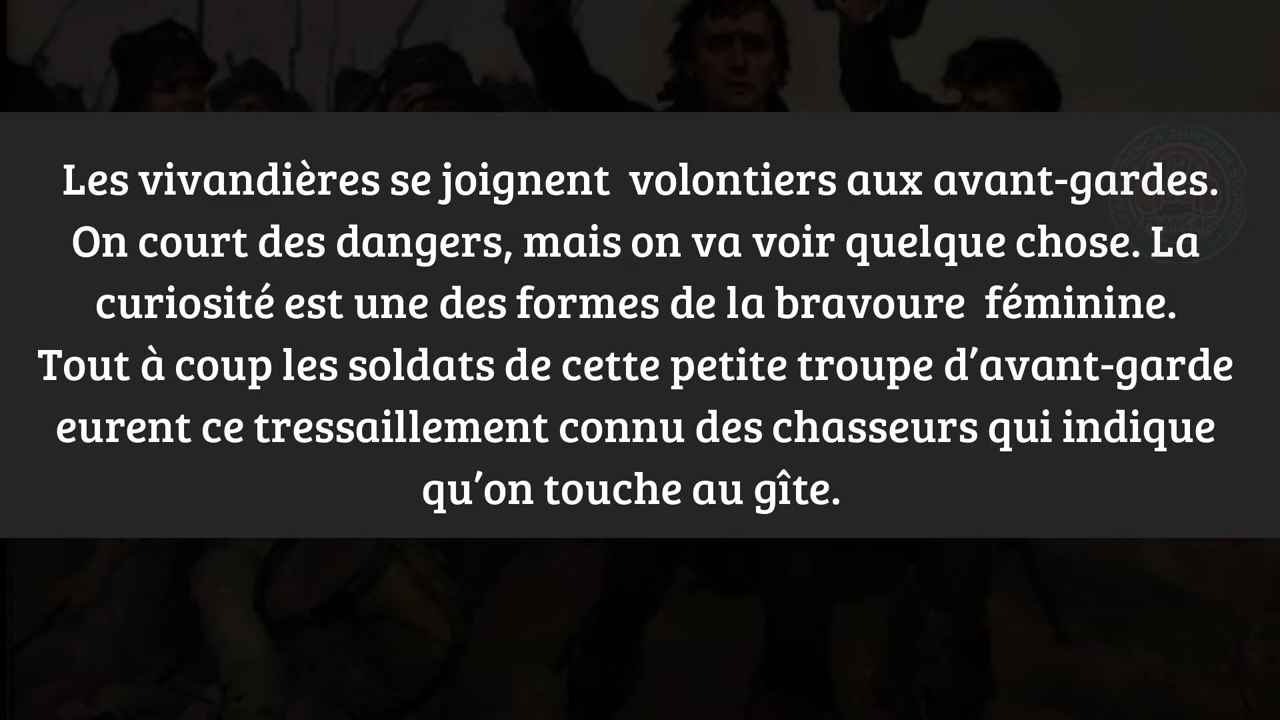 Les vivandières se joignent  volontiers aux avant-gardes.
On court des dangers, mais on va voir quelque chose. La
curiosité est une des formes de la bravoure  féminine.
Tout à coup les soldats de cette petite troupe d’avant-garde
eurent ce tressaillement connu des chasseurs qui indique
qu’on touche au gîte.